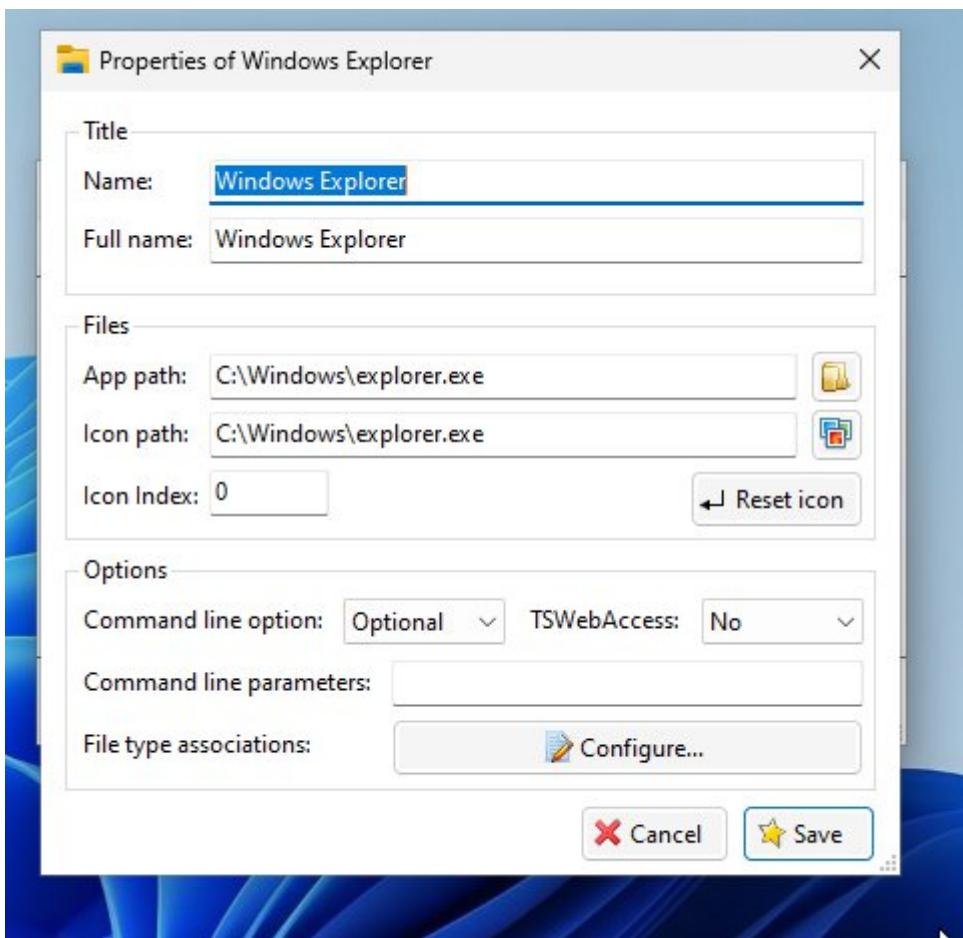 Properties of Windows Explorer
Title
Name: Windows Explorer
Full name: Windows Explorer
Files
App path: C:\Windows\explorer.exe
Icon path: C:\Windows\explorer.exe
Icon Index: 0 Reset icon
Options
Command line option: Optional TSWebAccess: No
Command line parameters:
File type associations: Configure...
Cancel Save